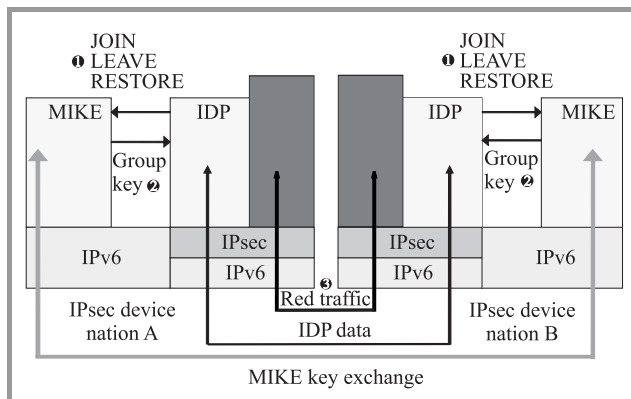 JOIN
❶ LEAVE
RESTORE
MIKE
IDP
Group
key ❷
IPv6
IPsec
IPv6
IPsec device
nation A
JOIN
❶ LEAVE
RESTORE
IDP
MIKE
Group
key ❷
IPsec
IPv6
IPv6
IPsec device
nation B
❸
Red traffic
IDP data
MIKE key exchange